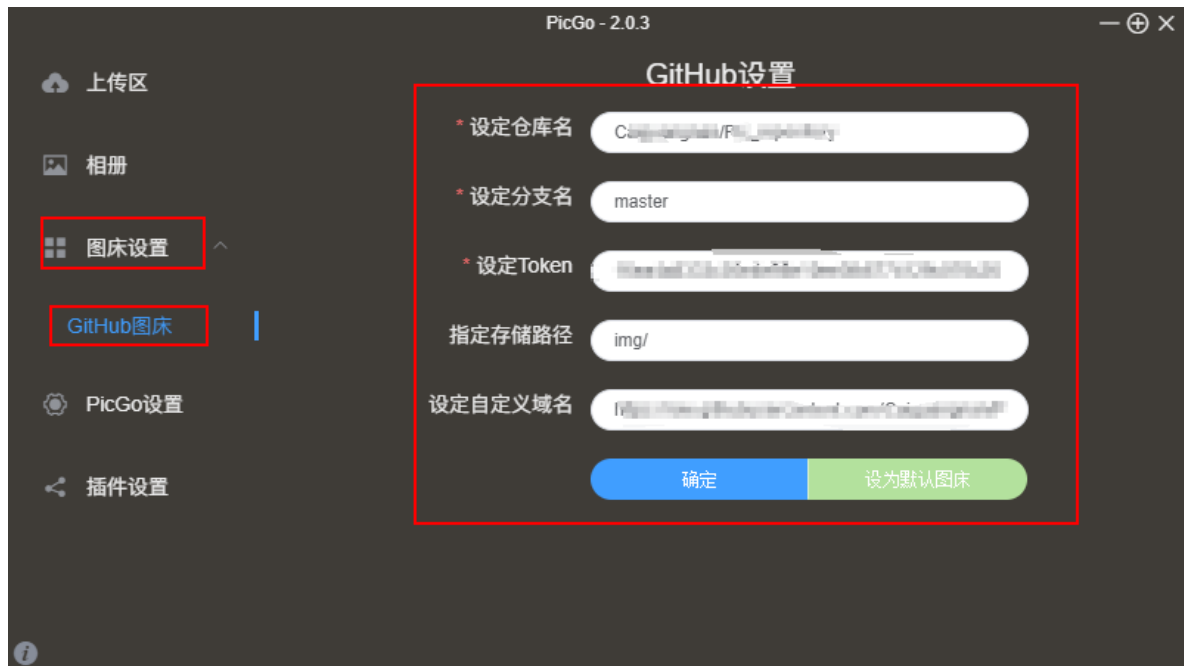 PicGo - 2.0.3
上传区
相册
图床设置
GitHub图床
PicGo设置
插件设置
GitHub设置
* 设定仓库名
* 设定分支名
master
* 设定Token
指定存储路径
img/
设定自定义域名
确定
设为默认图床